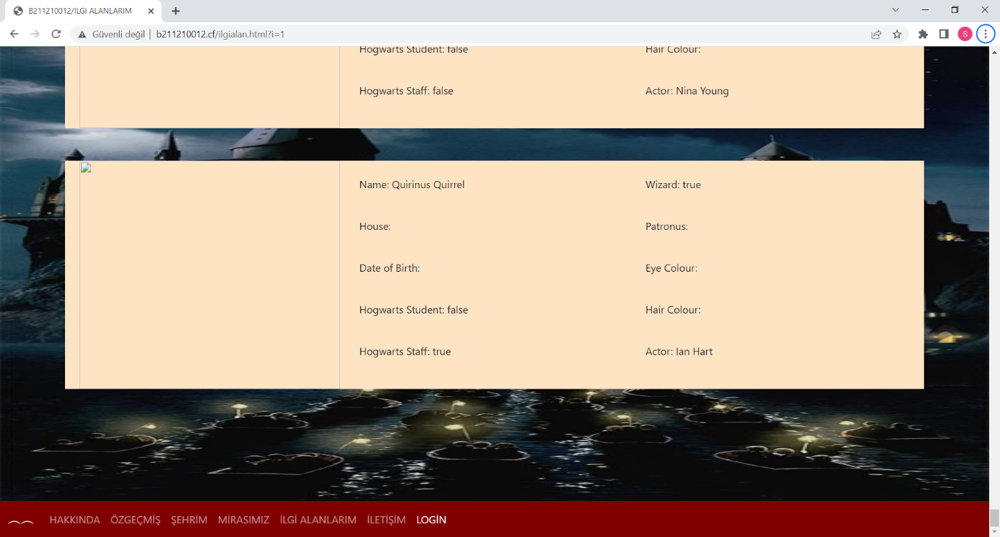 B211210012/ILGI ALANLARIM
Güvenli değil | b211210012.cf/ilgialan.html?i=1
S
Hogwarts Student: false Hair Colour:
Hogwarts Staff: false Actor: Nina Young
Name: Quirinus Quirrel Wizard: true
House: Patronus:
Date of Birth: Eye Colour:
Hogwarts Student: false Hair Colour:
Hogwarts Staff: true Actor: Ian Hart
HAKKINDA ÖZGEÇMİŞ ŞEHRİM MİRASIMIZ İLGİ ALANLARIM İLETİŞİM LOGİN